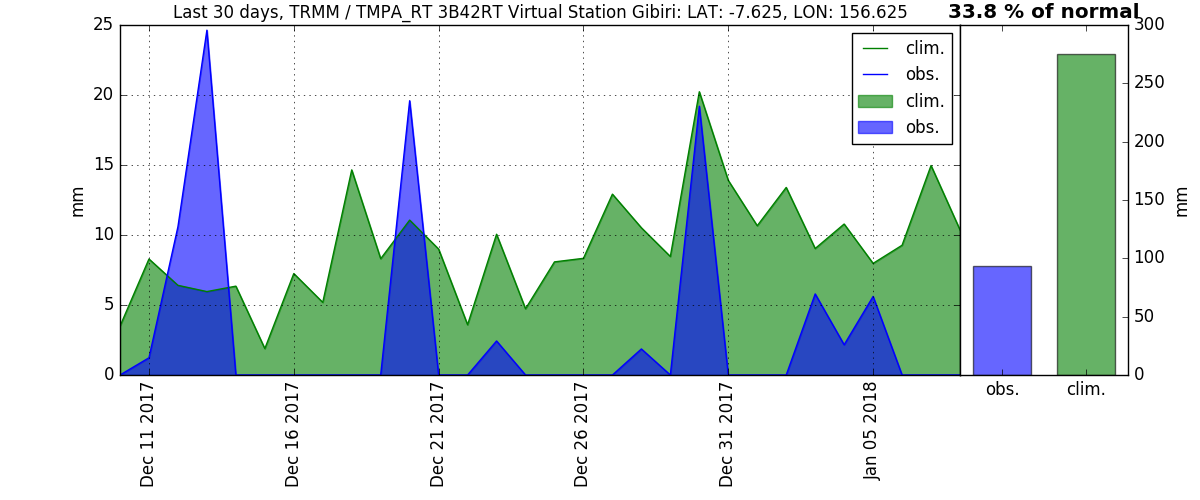 Last 30 days, TRMM / TMPA_RT 3B42RT Virtual Station Gibiri: LAT: -7.625, LON: 156.625
33.8 % of normal
clim.
obs.
clim.
obs.
25
20
15
10
5
0
mm
300
250
200
150
100
50
0
mm
Dec 11 2017
Dec 16 2017
Dec 21 2017
Dec 26 2017
Dec 31 2017
Jan 05 2018
obs.
clim.